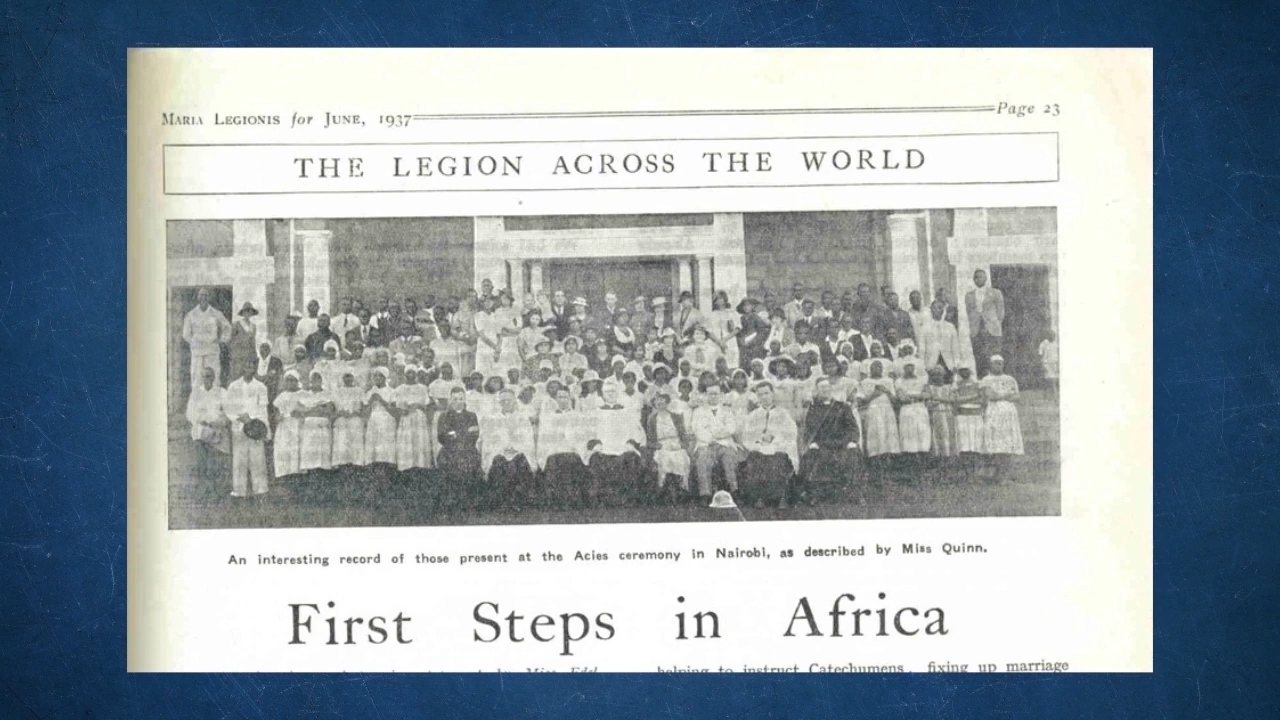 MARIA LEGIONIS for JUNE, 1937 Page 23
THE LEGION ACROSS THE WORLD
An interesting record of those present at the Acies ceremony in Nairobi, as described by Miss Quinn.
First Steps in Africa
helping to instruct Catechumens, fixing up marriage